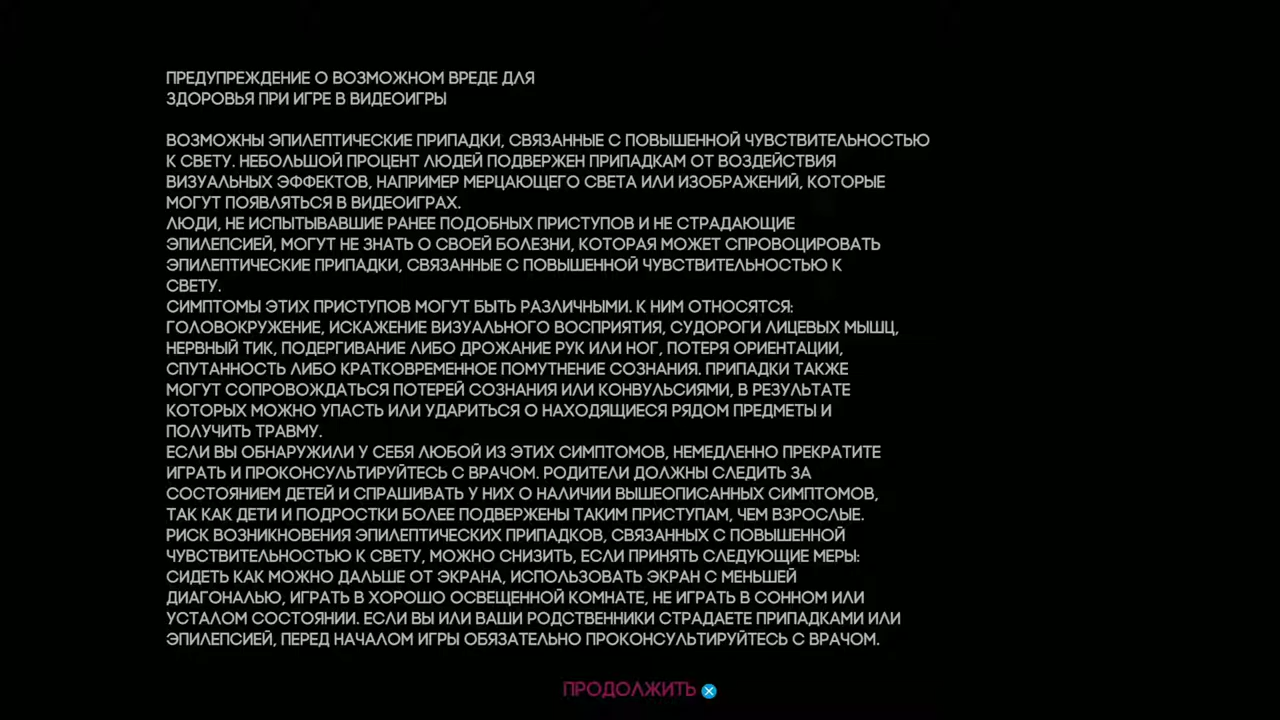 ПРЕДУПРЕЖДЕНИЕ О ВОЗМОЖНОМ ВРЕДЕ ДЛЯ
ЗДОРОВЬЯ ПРИ ИГРЕ В ВИДЕОИГРЫ
ВОЗМОЖНЫ ЭПИЛЕПТИЧЕСКИЕ ПРИПАДКИ, СВЯЗАННЫЕ С ПОВЫШЕННОЙ ЧУВСТВИТЕЛЬНОСТЬЮ
К СВЕТУ. НЕБОЛЬШОЙ ПРОЦЕНТ ЛЮДЕЙ ПОДВЕРЖЕН ПРИПАДКАМ ОТ ВОЗДЕЙСТВИЯ
ВИЗУАЛЬНЫХ ЭФФЕКТОВ, НАПРИМЕР МЕРЦАЮЩЕГО СВЕТА ИЛИ ИЗОБРАЖЕНИЙ, КОТОРЫЕ
МОГУТ ПОЯВЛЯТЬСЯ В ВИДЕОИГРАХ.
ЛЮДИ, НЕ ИСПЫТЫВАВШИЕ РАНЕЕ ПОДОБНЫХ ПРИСТУПОВ И НЕ СТРАДАЮЩИЕ
ЭПИЛЕПСИЕЙ, МОГУТ НЕ ЗНАТЬ О СВОЕЙ БОЛЕЗНИ, КОТОРАЯ МОЖЕТ СПРОВОЦИРОВАТЬ
ЭПИЛЕПТИЧЕСКИЕ ПРИПАДКИ, СВЯЗАННЫЕ С ПОВЫШЕННОЙ ЧУВСТВИТЕЛЬНОСТЬЮ К
СВЕТУ.
СИМПТОМЫ ЭТИХ ПРИСТУПОВ МОГУТ БЫТЬ РАЗЛИЧНЫМИ. К НИМ ОТНОСЯТСЯ:
ГОЛОВОКРУЖЕНИЕ, ИСКАЖЕНИЕ ВИЗУАЛЬНОГО ВОСПРИЯТИЯ, СУДОРОГИ ЛИЦЕВЫХ МЫШЦ,
НЕРВНЫЙ ТИК, ПОДЕРГИВАНИЕ ЛИБО ДРОЖАНИЕ РУК ИЛИ НОГ, ПОТЕРЯ ОРИЕНТАЦИИ,
СПУТАННОСТЬ ЛИБО КРАТКОВРЕМЕННОЕ ПОМУТНЕНИЕ СОЗНАНИЯ. ПРИПАДКИ ТАКЖЕ
МОГУТ СОПРОВОЖДАТЬСЯ ПОТЕРЕЙ СОЗНАНИЯ ИЛИ КОНВУЛЬСИЯМИ, В РЕЗУЛЬТАТЕ
КОТОРЫХ МОЖНО УПАСТЬ ИЛИ УДАРИТЬСЯ О НАХОДЯЩИЕСЯ РЯДОМ ПРЕДМЕТЫ И
ПОЛУЧИТЬ ТРАВМУ.
ЕСЛИ ВЫ ОБНАРУЖИЛИ У СЕБЯ ЛЮБОЙ ИЗ ЭТИХ СИМПТОМОВ, НЕМЕДЛЕННО ПРЕКРАТИТЕ
ИГРАТЬ И ПРОКОНСУЛЬТИРУЙТЕСЬ С ВРАЧОМ. РОДИТЕЛИ ДОЛЖНЫ СЛЕДИТЬ ЗА
СОСТОЯНИЕМ ДЕТЕЙ И СПРАШИВАТЬ У НИХ О НАЛИЧИИ ВЫШЕОПИСАННЫХ СИМПТОМОВ,
ТАК КАК ДЕТИ И ПОДРОСТКИ БОЛЕЕ ПОДВЕРЖЕНЫ ТАКИМ ПРИСТУПАМ, ЧЕМ ВЗРОСЛЫЕ.
РИСК ВОЗНИКНОВЕНИЯ ЭПИЛЕПТИЧЕСКИХ ПРИПАДКОВ, СВЯЗАННЫХ С ПОВЫШЕННОЙ
ЧУВСТВИТЕЛЬНОСТЬЮ К СВЕТУ, МОЖНО СНИЗИТЬ, ЕСЛИ ПРИНЯТЬ СЛЕДУЮЩИЕ МЕРЫ:
СИДЕТЬ КАК МОЖНО ДАЛЬШЕ ОТ ЭКРАНА, ИСПОЛЬЗОВАТЬ ЭКРАН С МЕНЬШЕЙ
ДИАГОНАЛЬЮ, ИГРАТЬ В ХОРОШО ОСВЕЩЕННОЙ КОМНАТЕ, НЕ ИГРАТЬ В СОННОМ ИЛИ
УСТАЛОМ СОСТОЯНИИ. ЕСЛИ ВЫ ИЛИ ВАШИ РОДСТВЕННИКИ СТРАДАЕТЕ ПРИПАДКАМИ ИЛИ
ЭПИЛЕПСИЕЙ, ПЕРЕД НАЧАЛОМ ИГРЫ ОБЯЗАТЕЛЬНО ПРОКОНСУЛЬТИРУЙТЕСЬ С ВРАЧОМ.
ПРОДОЛЖИТЬ